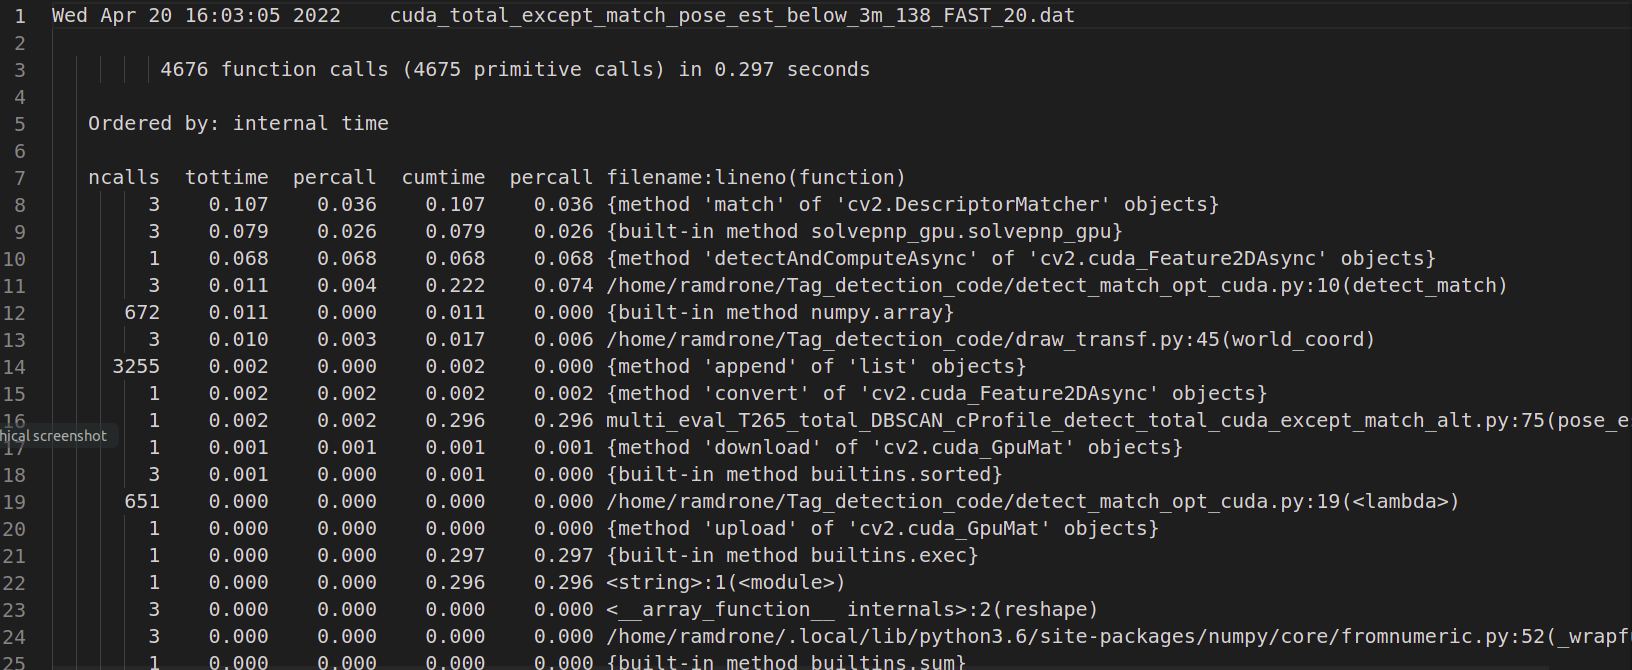 1 Wed Apr 20 16:03:05 2022    cuda_total_except_match_pose_est_below_3m_138_FAST_20.dat
2
3 4676 function calls (4675 primitive calls) in 0.297 seconds
4
5 Ordered by: internal time
6
7 ncalls  tottime  percall  cumtime  percall filename:lineno(function)
8 3    0.107    0.036    0.107    0.036 {method 'match' of 'cv2.DescriptorMatcher' objects}
9 3    0.079    0.026    0.079    0.026 {built-in method solvepnp_gpu.solvepnp_gpu}
10 1    0.068    0.068    0.068    0.068 {method 'detectAndComputeAsync' of 'cv2.cuda_Feature2DAsync' objects}
11 3    0.011    0.004    0.222    0.074 /home/ramdrone/Tag_detection_code/detect_match_opt_cuda.py:10(detect_match)
12 672    0.011    0.000    0.011    0.000 {built-in method numpy.array}
13 3    0.010    0.003    0.017    0.006 /home/ramdrone/Tag_detection_code/draw_transf.py:45(world_coord)
14 3255    0.002    0.000    0.002    0.000 {method 'append' of 'list' objects}
15 1    0.002    0.002    0.002    0.002 {method 'convert' of 'cv2.cuda_Feature2DAsync' objects}
16 1    0.002    0.002    0.296    0.296 multi_eval_T265_total_DBSCAN_cProfile_detect_total_cuda_except_match_alt.py:75(pose_es
hical screenshot
17 1    0.001    0.001    0.001    0.001 {method 'download' of 'cv2.cuda_GpuMat' objects}
18 3    0.001    0.000    0.001    0.000 {built-in method builtins.sorted}
19 651    0.000    0.000    0.000    0.000 /home/ramdrone/Tag_detection_code/detect_match_opt_cuda.py:19(<lambda>)
20 1    0.000    0.000    0.000    0.000 {method 'upload' of 'cv2.cuda_GpuMat' objects}
21 1    0.000    0.000    0.297    0.297 {built-in method builtins.exec}
22 1    0.000    0.000    0.296    0.296 <string>:1(<module>)
23 3    0.000    0.000    0.000    0.000 <__array_function__ internals>:2(reshape)
24 3    0.000    0.000    0.000    0.000 /home/ramdrone/.local/lib/python3.6/site-packages/numpy/core/fromnumeric.py:52(_wrapfu
25 1    0.000    0.000    0.000    0.000 {built-in method builtins.sum}